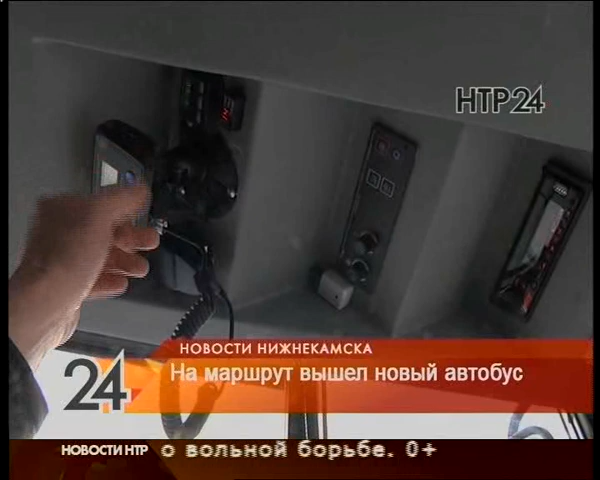 НТР24
НОВОСТИ НИЖНЕКАМСКА
24
На маршрут вышел новый автобус
НОВОСТИ НТР
о вольной борьбе. 0+